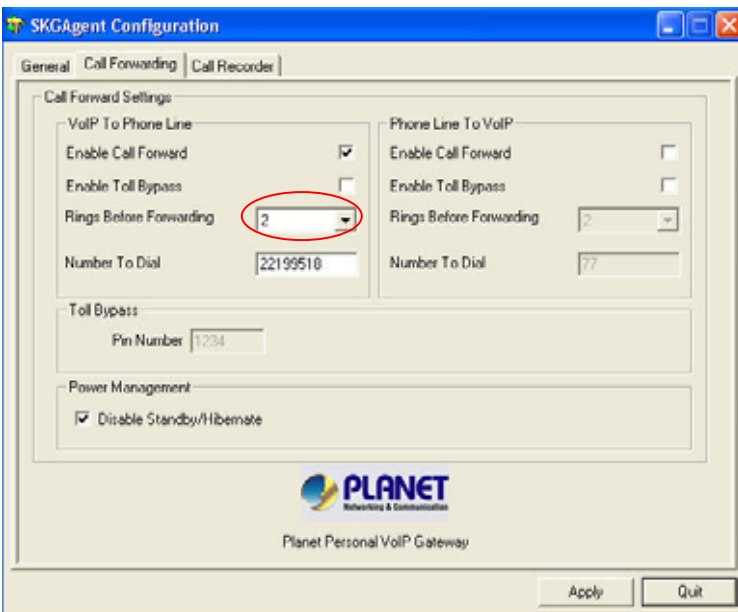 SKGAgent Configuration
General Call Forwarding Call Recorder
Call Forward Settings
VoIP To Phone Line
Enable Call Forward
Enable Toll Bypass
Rings Before Forwarding 2
Number To Dial 22199518
Phone Line To VoIP
Enable Call Forward
Enable Toll Bypass
Rings Before Forwarding 2
Number To Dial 77
Toll Bypass
Pin Number 1234
Power Management
Disable Standby/Hibernate
PLANET
Networking & Communication
Planet Personal VoIP Gateway
Apply Quit